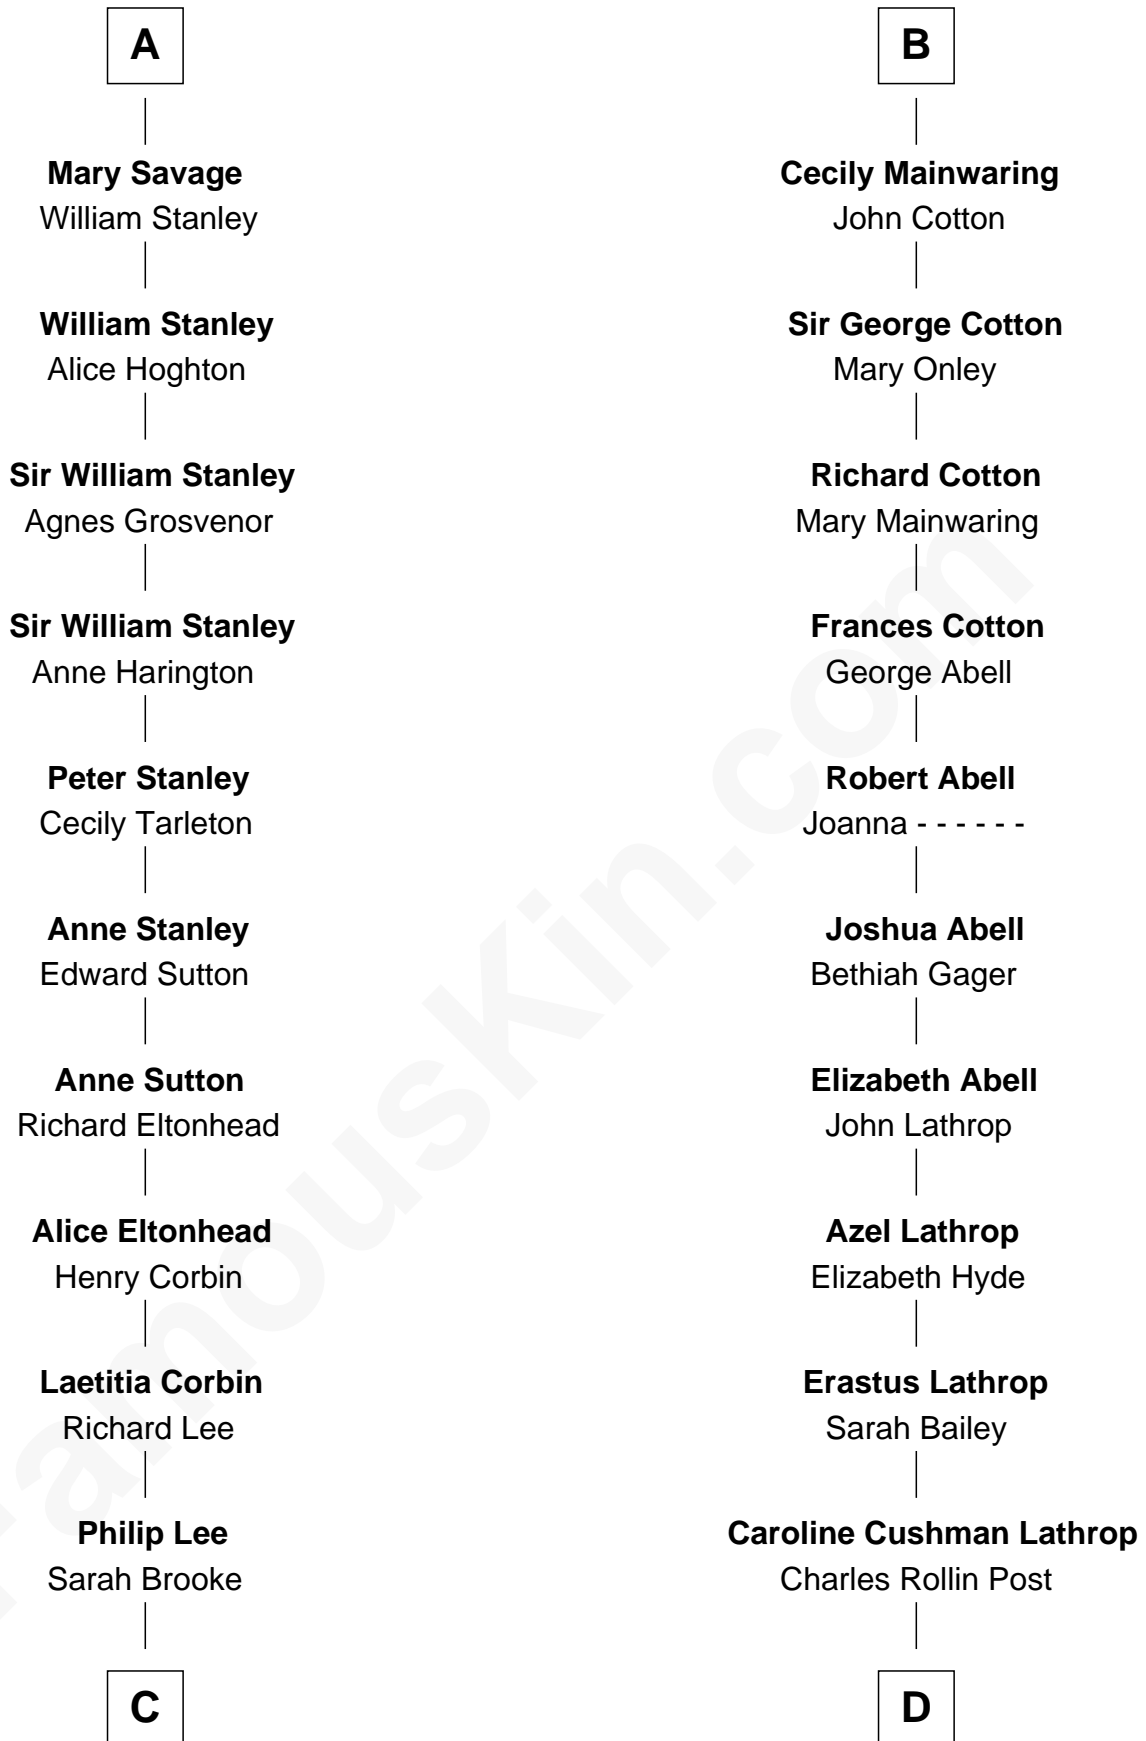 A
Mary Savage
William Stanley
William Stanley
Alice Hoghton
Sir William Stanley
Agnes Grosvenor
Sir William Stanley
Anne Harington
Peter Stanley
Cecily Tarleton
Anne Stanley
Edward Sutton
Anne Sutton
Richard Eltonhead
Alice Eltonhead
Henry Corbin
Laetitia Corbin
Richard Lee
Philip Lee
Sarah Brooke
C
B
Cecily Mainwaring
John Cotton
Sir George Cotton
Mary Onley
Richard Cotton
Mary Mainwaring
Frances Cotton
George Abell
Robert Abell
Joanna - - - - - -
Joshua Abell
Bethiah Gager
Elizabeth Abell
John Lathrop
Azel Lathrop
Elizabeth Hyde
Erastus Lathrop
Sarah Bailey
Caroline Cushman Lathrop
Charles Rollin Post
D
FamousKin.com